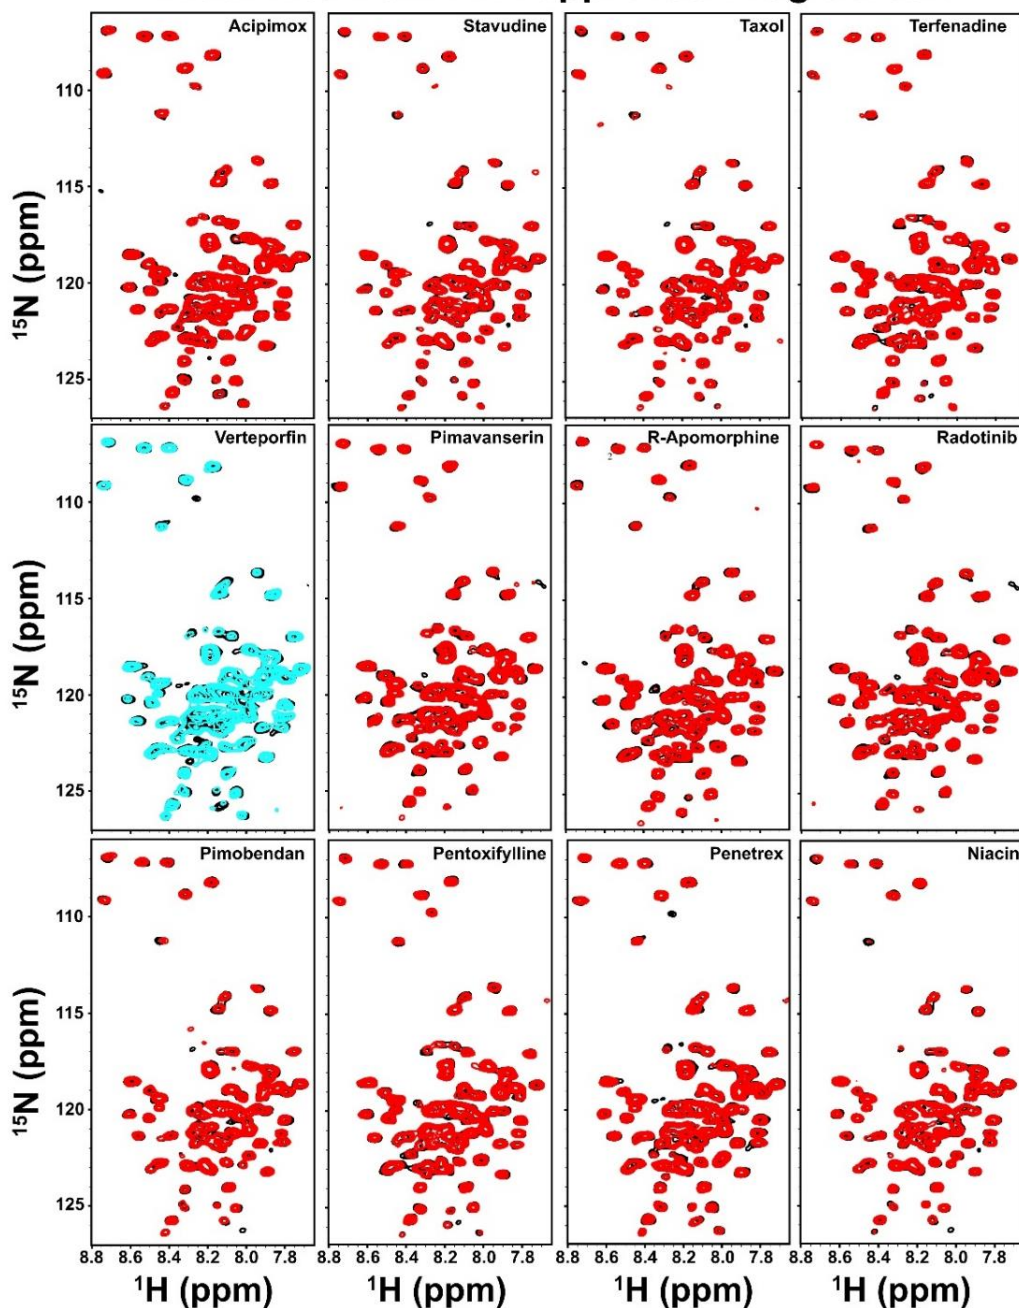 Acipimox Stavudine Taxol Terfenadine
110
115
120
125
15N (ppm)
Verteporfin Pimavanserin R-Apomorphine Radotinib
2
110
115
120
125
15N (ppm)
Pimobendan Pentoxifylline Penetrex Niacin
110
115
120
125
15N (ppm)
8.8 8.6 8.4 8.2 8.0 7.8 8.8 8.6 8.4 8.2 8.0 7.8 8.8 8.6 8.4 8.2 8.0 7.8 8.8 8.6 8.4 8.2 8.0 7.8
1H (ppm) 1H (ppm) 1H (ppm) 1H (ppm)